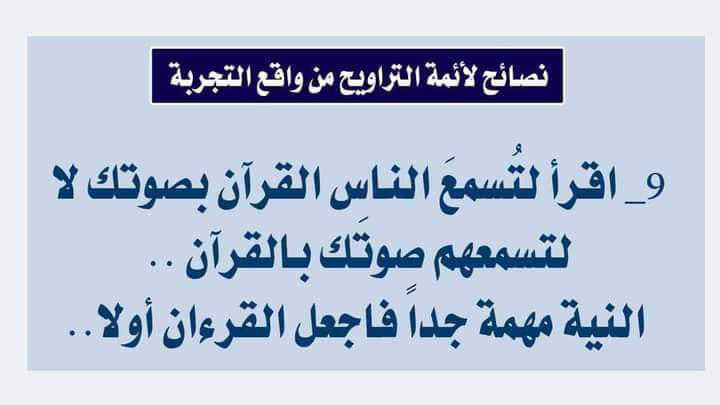 نصائح لأئمة التراويح من واقع التجربة
9_ اقرأ لتُسمعَ الناس القرآن بصوتك لا
لتسمعهم صوتَك بالقرآن ..
النية مهمة جداً فاجعل القرءان أولا..